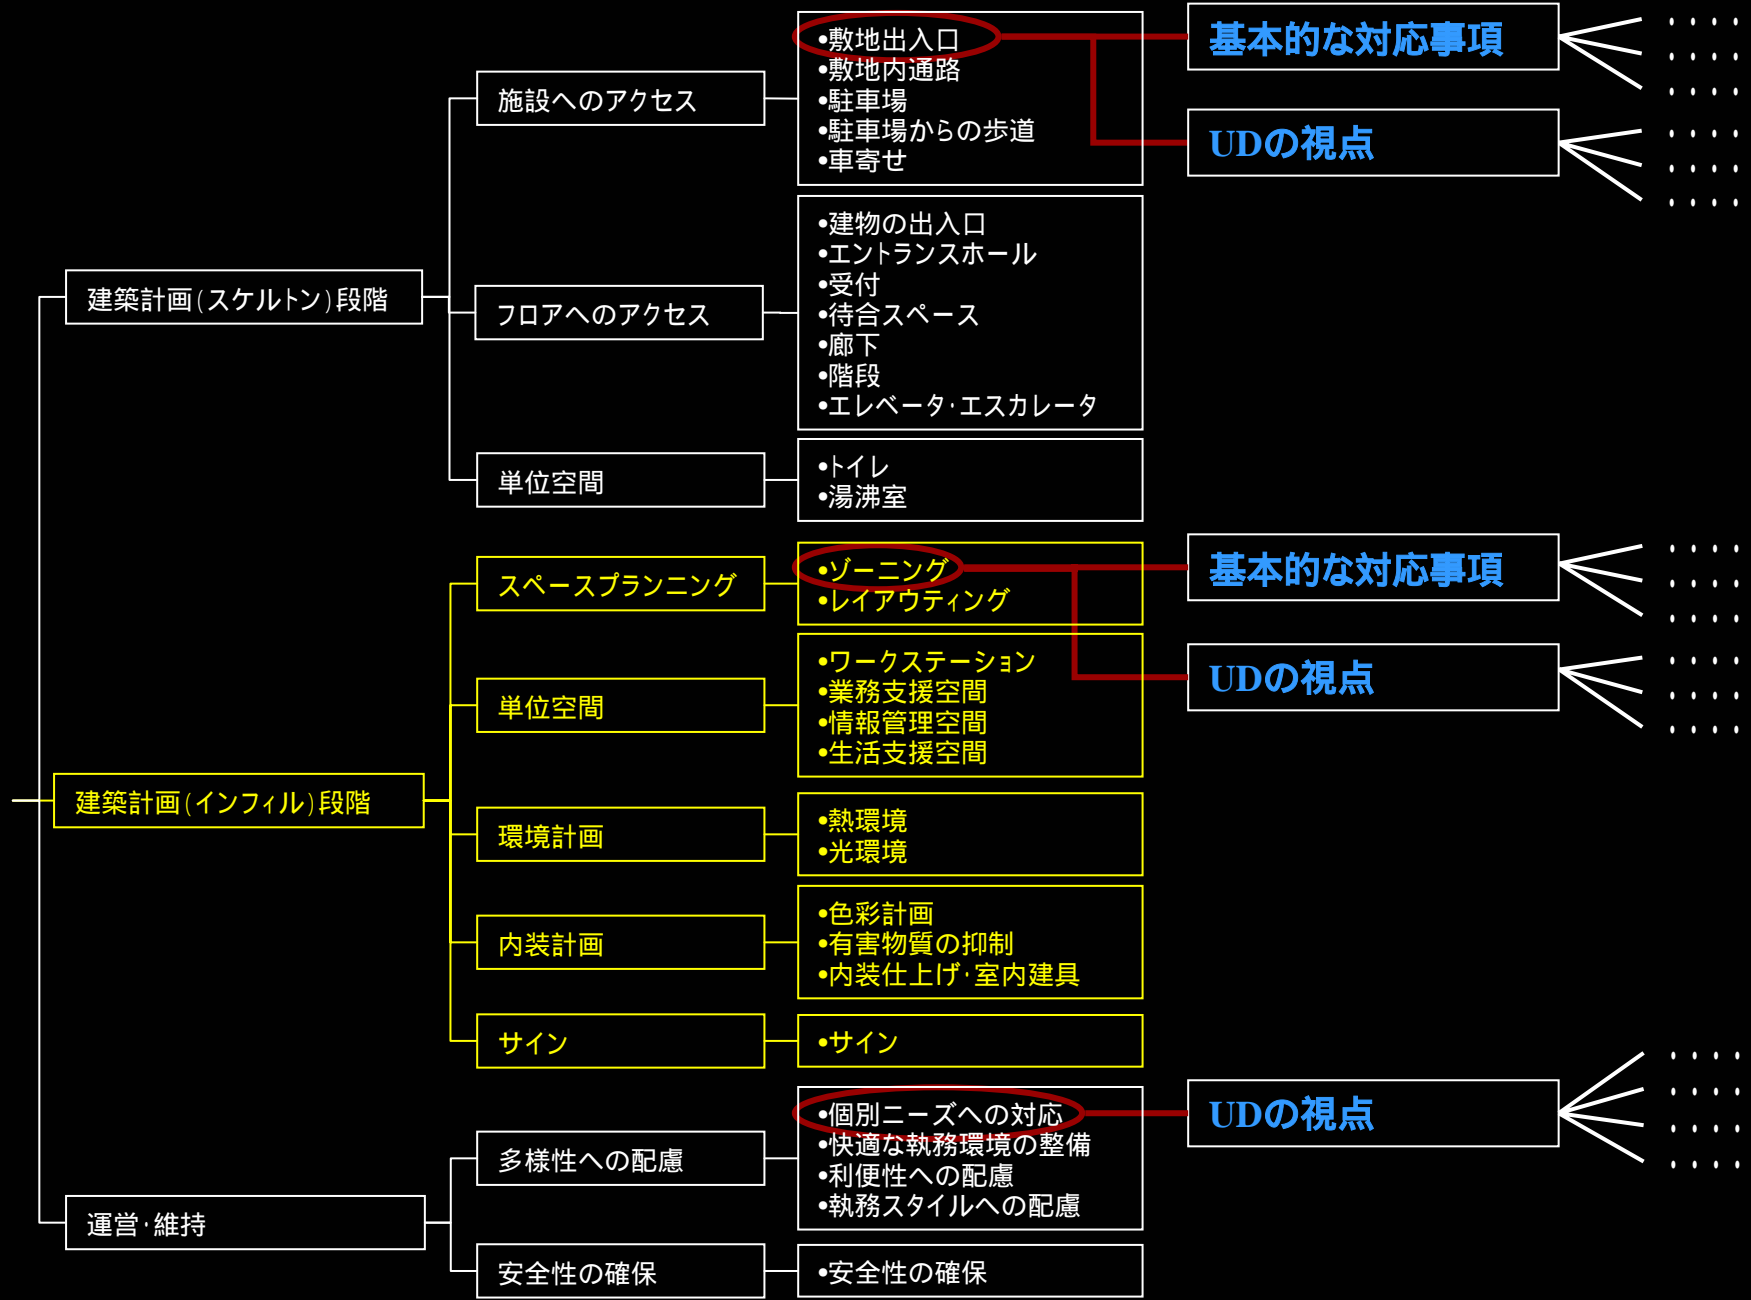 建築計画(スケルトン)段階
施設へのアクセス
•敷地出入口
•敷地内通路
•駐車場
•駐車場からの歩道
•車寄せ
基本的な対応事項
UDの視点
フロアへのアクセス
•建物の出入口
•エントランスホール
•受付
•待合スペース
•廊下
•階段
•エレベータ･エスカレータ
単位空間
•トイレ
•湯沸室
建築計画(インフィル)段階
スペースプランニング
•ゾーニング
•レイアウティング
基本的な対応事項
UDの視点
単位空間
•ワークステーション
•業務支援空間
•情報管理空間
•生活支援空間
環境計画
•熱環境
•光環境
内装計画
•色彩計画
•有害物質の抑制
•内装仕上げ･室内建具
サイン
•サイン
運営･維持
多様性への配慮
•個別ニーズへの対応
•快適な執務環境の整備
•利便性への配慮
•執務スタイルへの配慮
UDの視点
安全性の確保
•安全性の確保